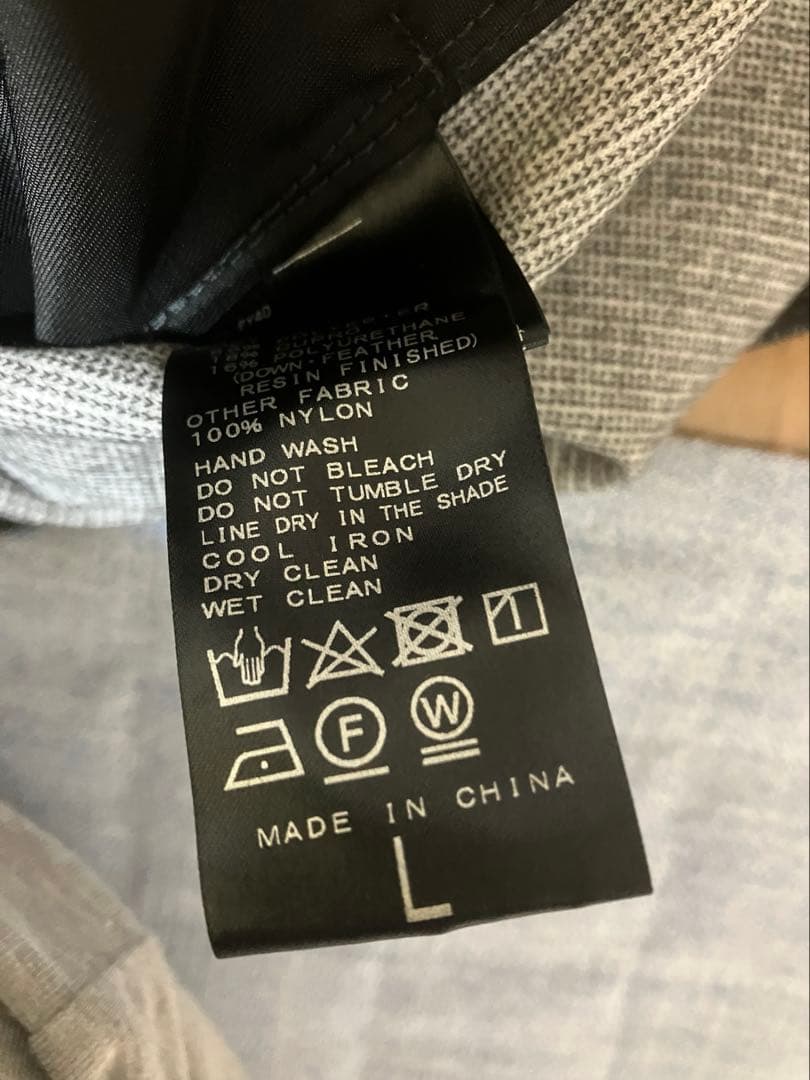 POLYURETHANE
(DOWN・FEATHER
RESIN FINISHED)
OTHER FABRIC
100% NYLON
HAND WASH
DO NOT BLEACH
DO NOT TUMBLE DRY
LINE DRY IN THE SHADE
COOL IRON
DRY CLEAN
WET CLEAN
F W
MADE IN CHINA
L